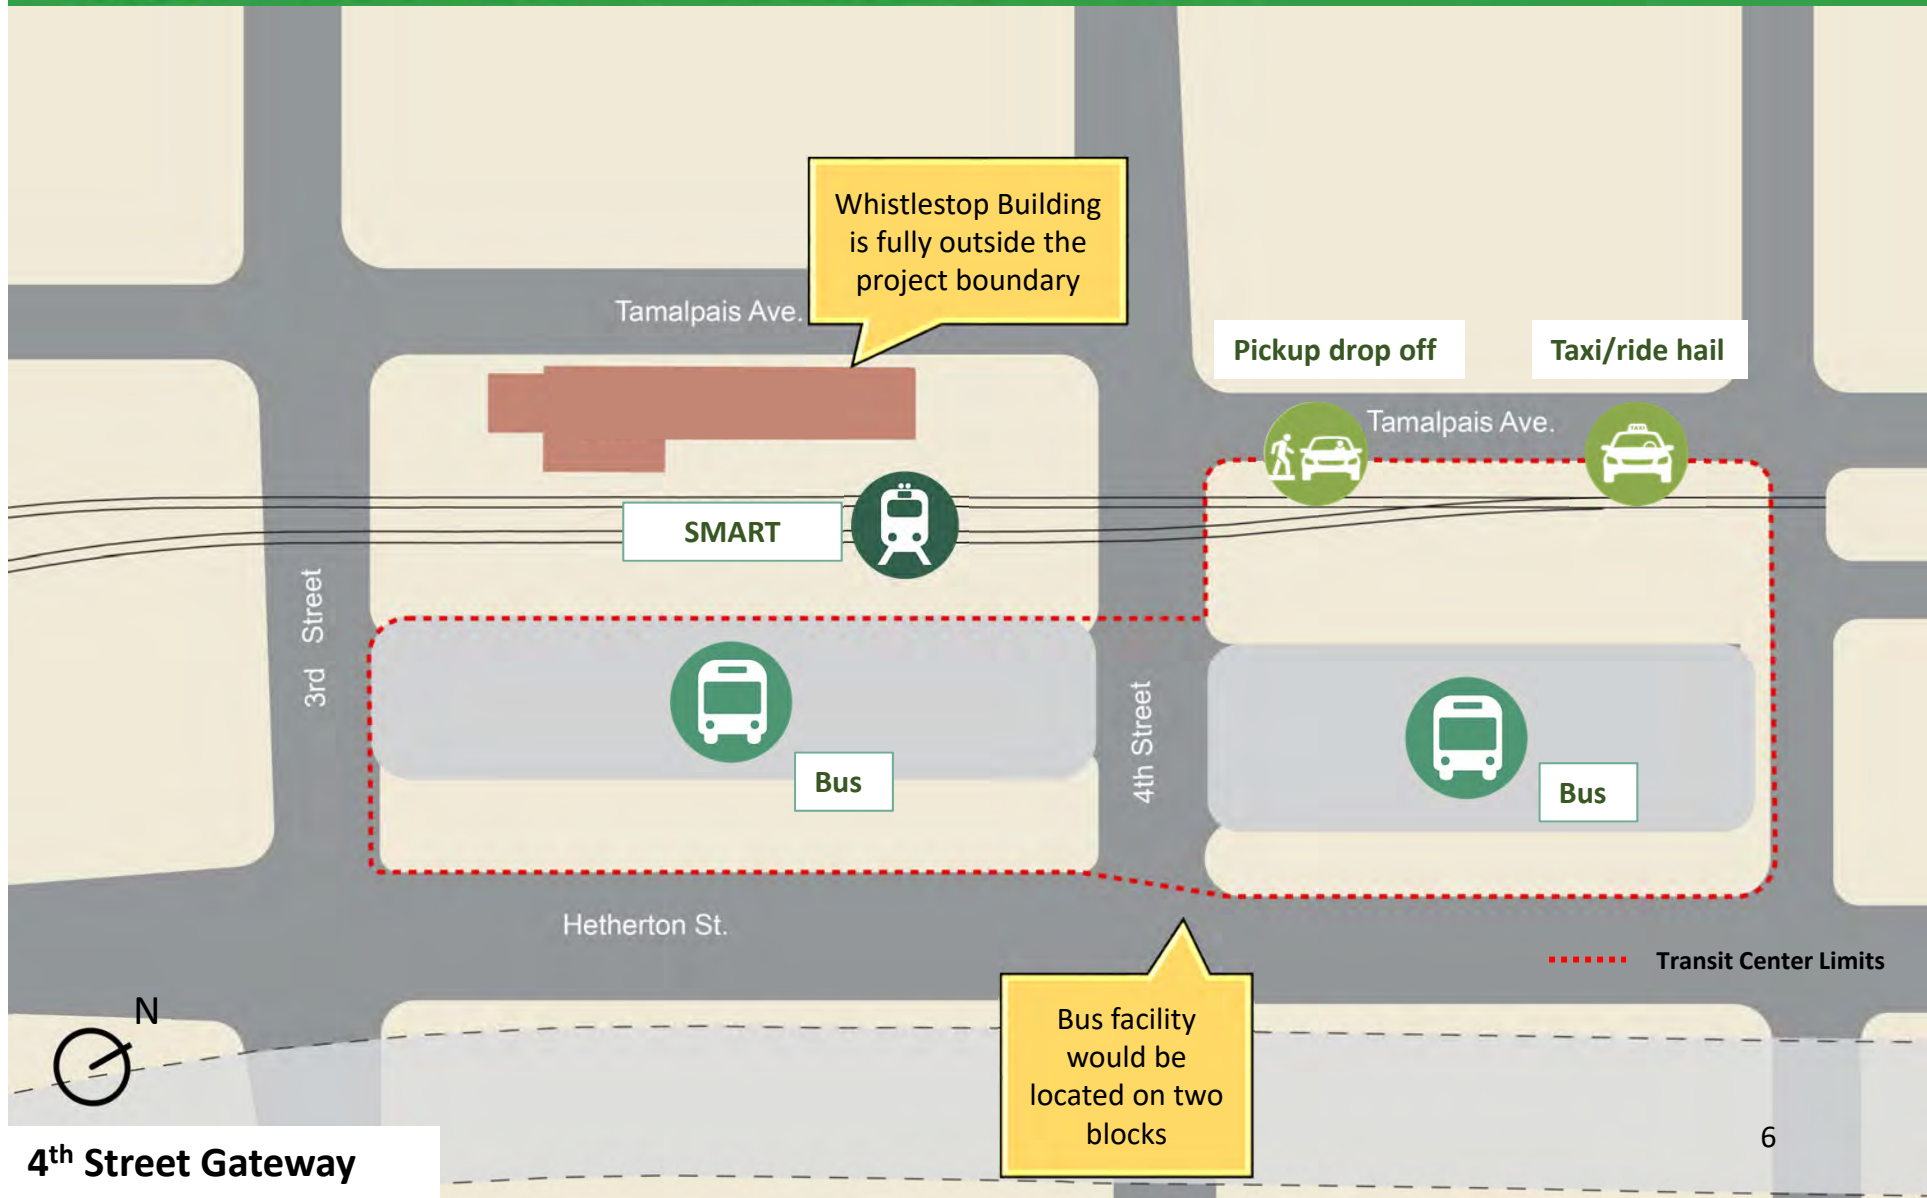 Whistlestop Building
is fully outside the
project boundary
Tamalpais Ave.
Pickup drop off
Taxi/ride hail
Tamalpais Ave.
TAXI
SMART
3rd Street
4th Street
Bus
Bus
Hetherton St.
Transit Center Limits
N
Bus facility
would be
located on two
blocks
4th Street Gateway
6